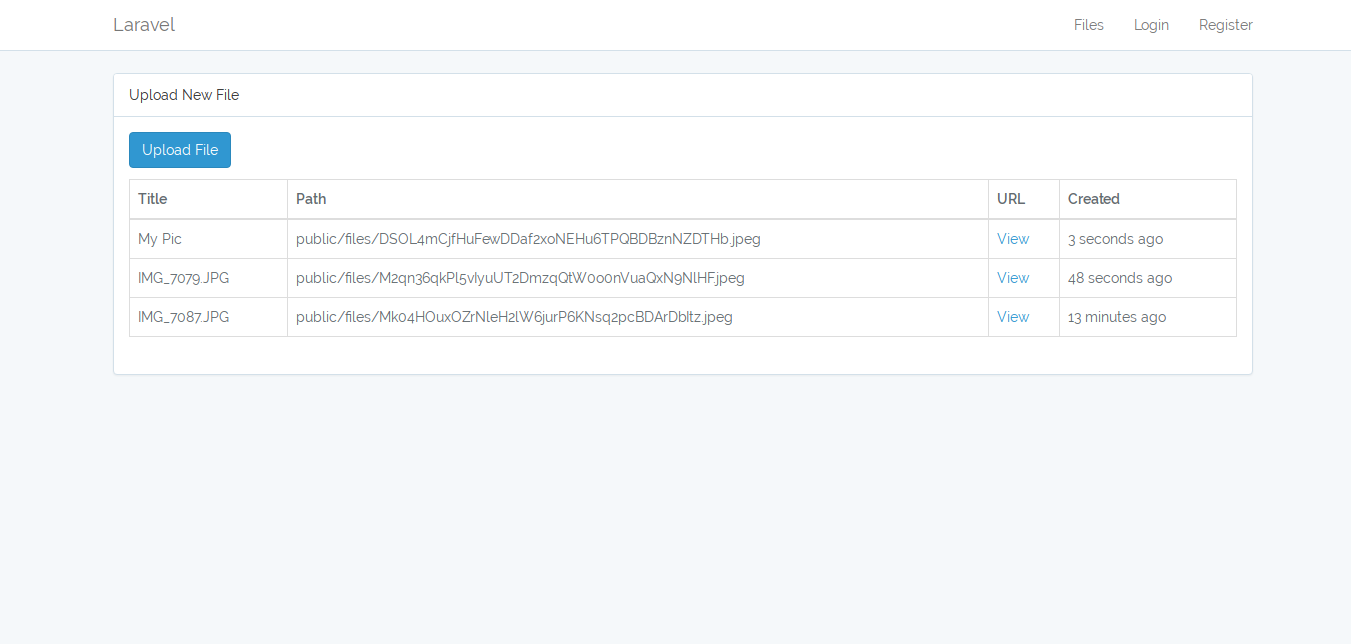 Laravel Files Login Register
Upload New File
Upload File
Title Path URL Created
My Pic public/files/DSOL4mCjfHuFewDDaf2xoNEHu6TPQBDBznNZDTHb.jpeg View 3 seconds ago
IMG_7079.JPG public/files/M2qn36qkPl5vIyuUT2DmzqQtW0o0nVuaQxN9NlHF.jpeg View 48 seconds ago
IMG_7087.JPG public/files/Mk04HOuxOZrNleH2lW6jurP6KNsq2pcBDArDbItz.jpeg View 13 minutes ago